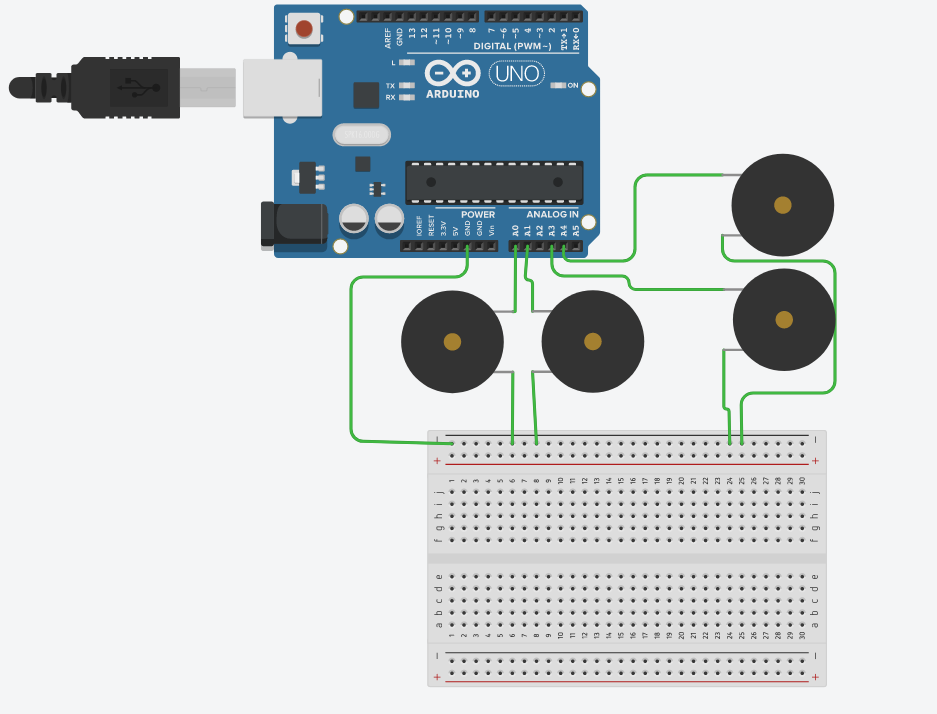 AREF
GND
13
12
~11
~10
~9
8
7
~6
~5
4
~3
2
TX→1
RX←0
DIGITAL (PWM~)
L
TX
RX
ARDUINO
UNO
ON
POWER
ANALOG IN
IOREF
RESET
3.3V
5V
GND
GND
Vin
A0
A1
A2
A3
A4
A5
– –
+ +
1 2 3 4 5 6 7 8 9 10 11 12 13 14 15 16 17 18 19 20 21 22 23 24 25 26 27 28 29 30
j j
i i
h h
g g
f f
e e
d d
c c
b b
a a
1 2 3 4 5 6 7 8 9 10 11 12 13 14 15 16 17 18 19 20 21 22 23 24 25 26 27 28 29 30
– –
+ +